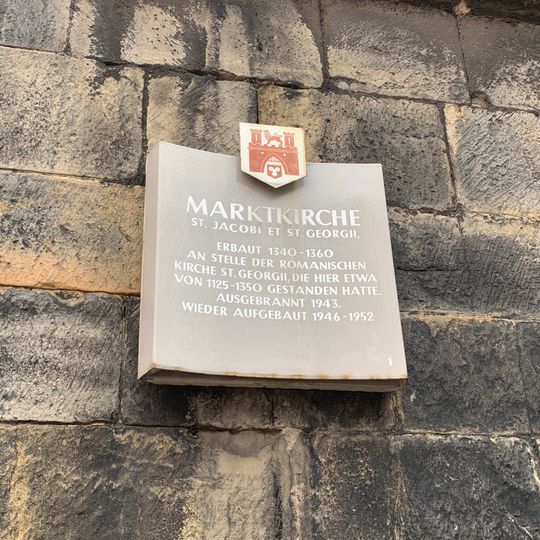 MARKTKIRCHE
ST. JACOBI ET ST. GEORGII,
ERBAUT 1340-1360
AN STELLE DER ROMANISCHEN
KIRCHE ST. GEORGII, DIE HIER ETWA
VON 1125-1350 GESTANDEN HATTE.
AUSGEBRANNT 1943,
WIEDER AUFGEBAUT 1946-1952
1